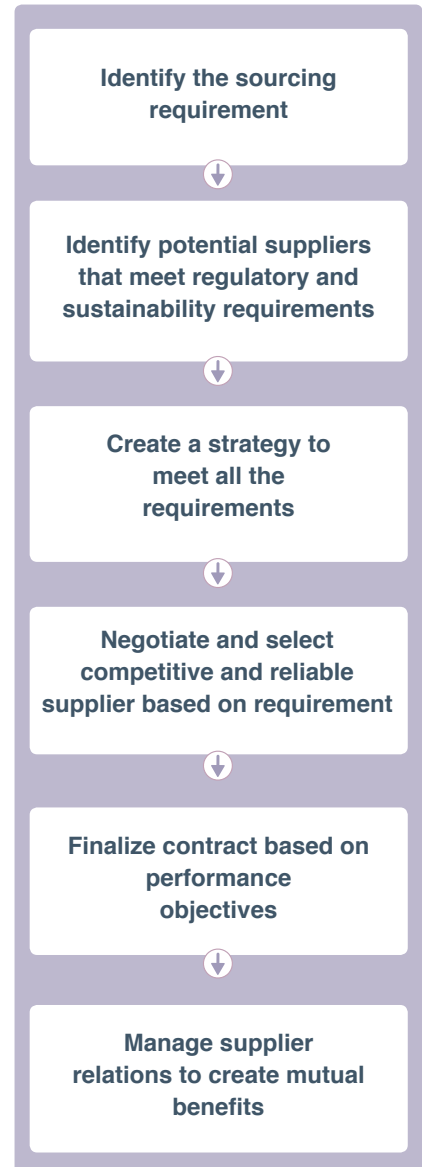 Identify the sourcing
requirement
Identify potential suppliers
that meet regulatory and
sustainability requirements
Create a strategy to
meet all the
requirements
Negotiate and select
competitive and reliable
supplier based on requirement
Finalize contract based on
performance
objectives
Manage supplier
relations to create mutual
benefits